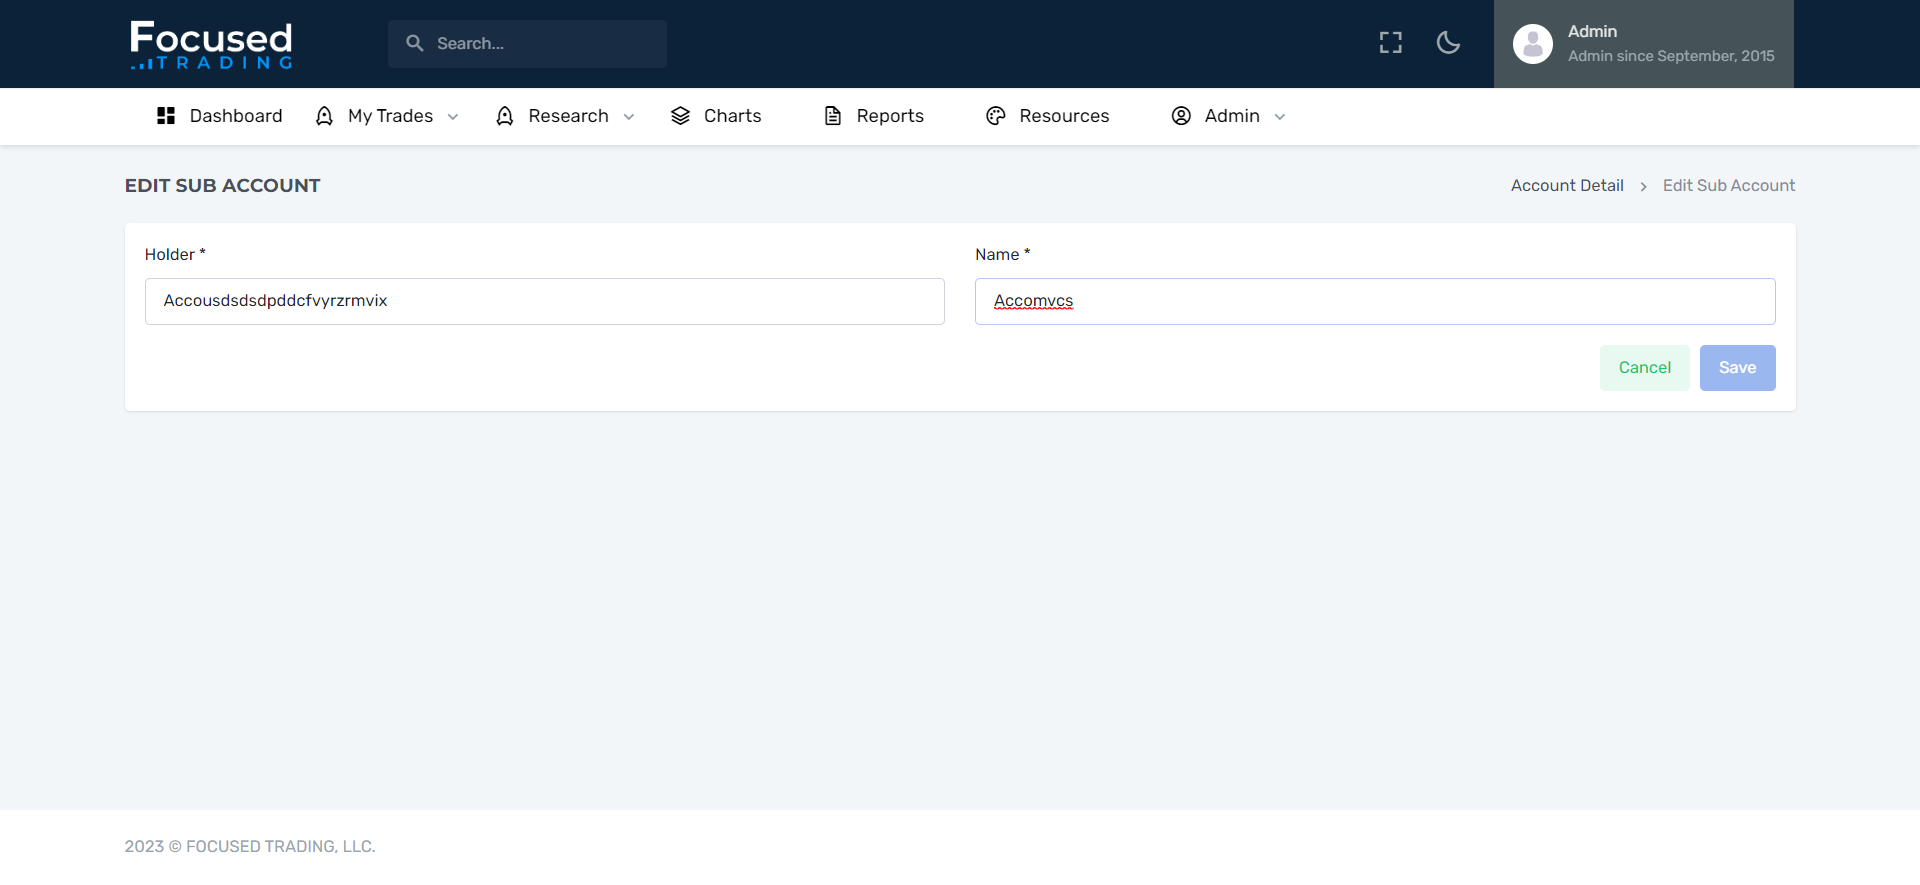 Focused
TRADING
Search...
Admin
Admin since September, 2015
Dashboard
My Trades
Research
Charts
Reports
Resources
Admin
EDIT SUB ACCOUNT
Account Detail
Edit Sub Account
Holder *
Name *
Accousdsdsdpddcfvyrzrmvix
Accomvcs
Cancel
Save
2023 © FOCUSED TRADING, LLC.